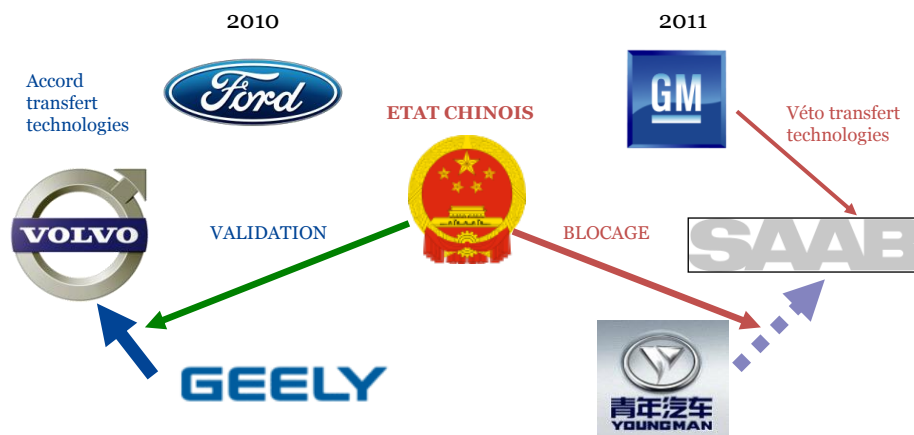 2010
2011
Accord
transfert
technologies
Ford
ETAT CHINOIS
GM
Véto transfert
technologies
VOLVO
VALIDATION
BLOCAGE
SAAB
GEELY
青年汽车
YOUNGMAN